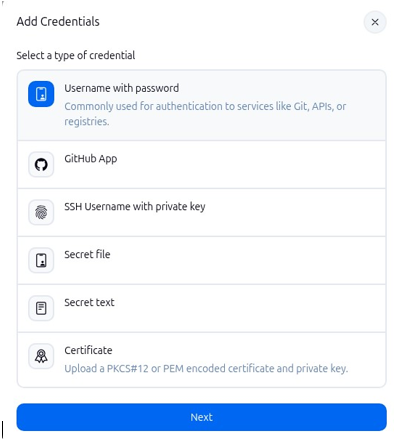 Add Credentials
Select a type of credential
Username with password
Commonly used for authentication to services like Git, APIs, or
registries.
GitHub App
SSH Username with private key
Secret file
Secret text
Certificate
Upload a PKCS#12 or PEM encoded certificate and private key.
Next